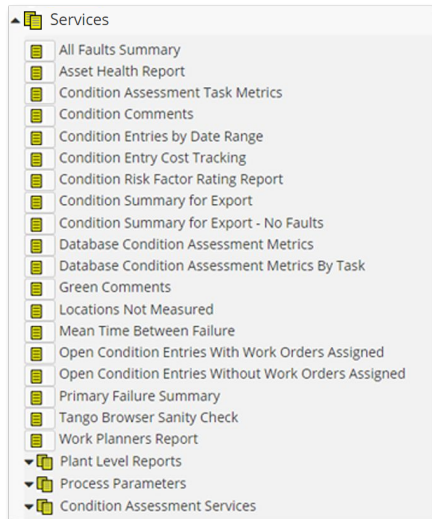 Services
All Faults Summary
Asset Health Report
Condition Assessment Task Metrics
Condition Comments
Condition Entries by Date Range
Condition Entry Cost Tracking
Condition Risk Factor Rating Report
Condition Summary for Export
Condition Summary for Export - No Faults
Database Condition Assessment Metrics
Database Condition Assessment Metrics By Task
Green Comments
Locations Not Measured
Mean Time Between Failure
Open Condition Entries With Work Orders Assigned
Open Condition Entries Without Work Orders Assigned
Primary Failure Summary
Tango Browser Sanity Check
Work Planners Report
Plant Level Reports
Process Parameters
Condition Assessment Services